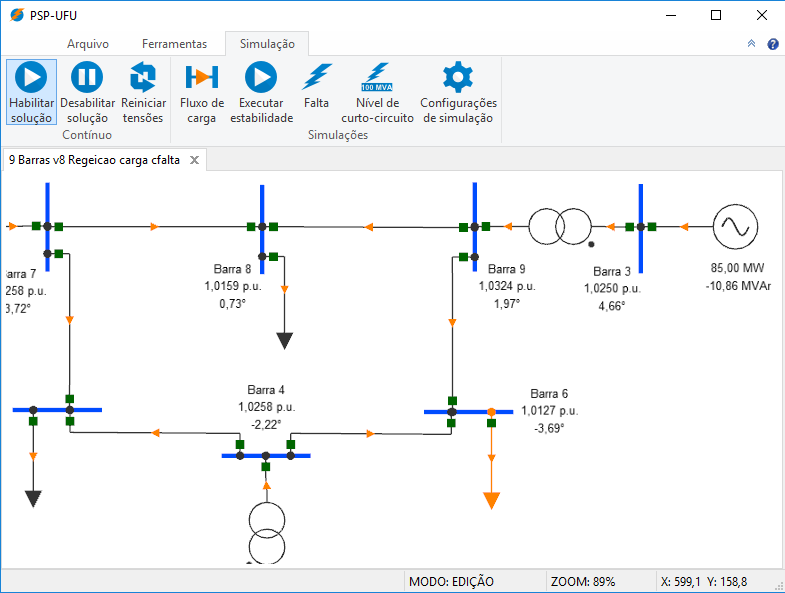 PSP-UFU
Arquivo
Ferramentas
Simulação
Habilitar
solução
Desabilitar
solução
Reiniciar
tensões
Contínuo
Fluxo de
carga
Executar
estabilidade
Falta
100 MVA
Nível de
curto-circuito
Configurações
de simulação
Simulações
9 Barras v8 Regeicao carga cfalta
arra 7
258 p.u.
3,72°
Barra 8
1,0159 p.u.
0,73°
Barra 9
1,0324 p.u.
1,97°
Barra 3
1,0250 p.u.
4,66°
85,00 MW
-10,86 MVAr
Barra 4
1,0258 p.u.
-2,22°
Barra 6
1,0127 p.u.
-3,69°
MODO: EDIÇÃO
ZOOM: 89%
X: 599,1 Y: 158,8